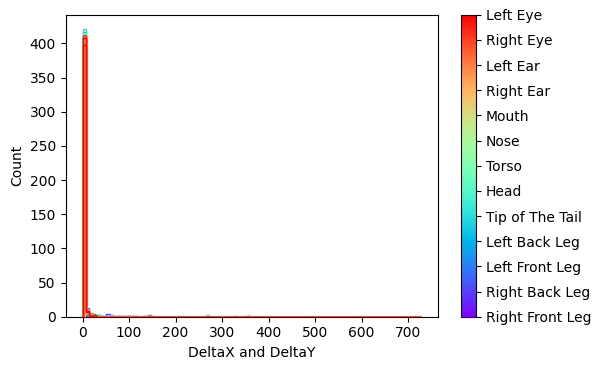 400
350
300
250
200
150
100
50
0
Count
0 100 200 300 400 500 600 700
DeltaX and DeltaY
Left Eye
Right Eye
Left Ear
Right Ear
Mouth
Nose
Torso
Head
Tip of The Tail
Left Back Leg
Left Front Leg
Right Back Leg
Right Front Leg